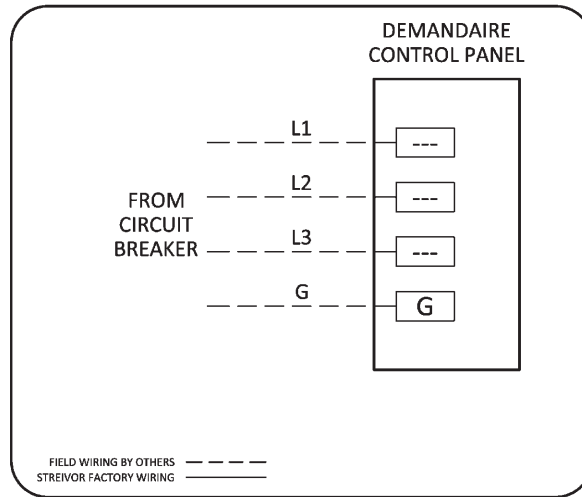 DEMANDAIRE
CONTROL PANEL
L1
---
L2
---
FROM
CIRCUIT
BREAKER
L3
---
G
G
FIELD WIRING BY OTHERS
STREIVOR FACTORY WIRING